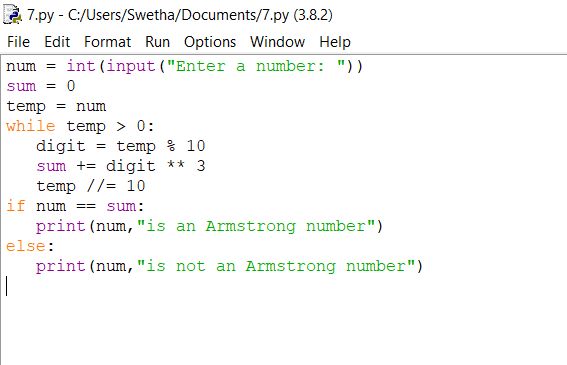 7.py - C:/Users/Swetha/Documents/7.py (3.8.2)
File Edit Format Run Options Window Help
num = int(input("Enter a number: "))
sum = 0
temp = num
while temp > 0:
   digit = temp % 10
   sum += digit ** 3
   temp //= 10
if num == sum:
   print(num,"is an Armstrong number")
else:
   print(num,"is not an Armstrong number")